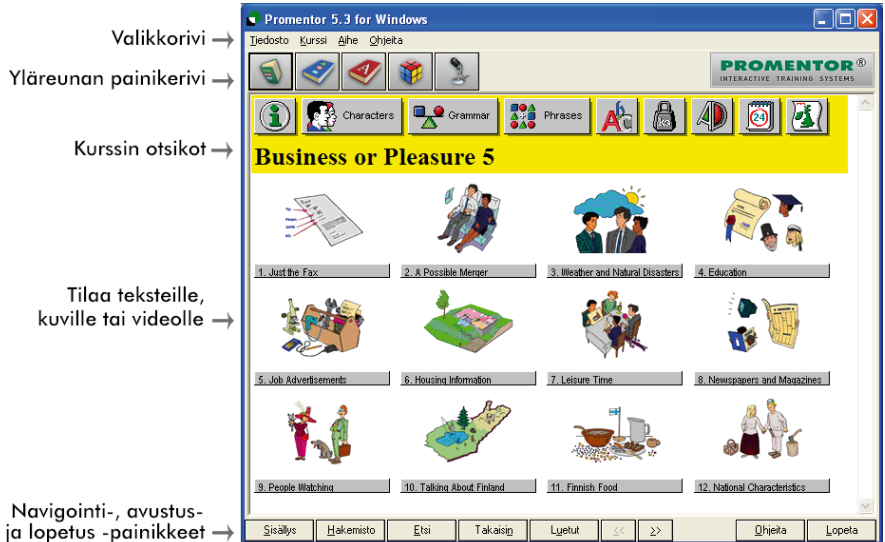 Promentor 5.3 for Windows
Valikkorivi
Tiedosto Kurssi Aihe Ohjeita
Yläreunan painikerivi
PROMENTOR®
INTERACTIVE TRAINING SYSTEMS
Characters Grammar Phrases Abc kg 24
Kurssin otsikot
Business or Pleasure 5
1. Just the Fax 2. A Possible Merger 3. Weather and Natural Disasters 4. Education
Tilaa teksteille,
kuville tai videolle
5. Job Advertisements 6. Housing Information 7. Leisure Time 8. Newspapers and Magazines
9. People Watching 10. Talking About Finland 11. Finnish Food 12. National Characteristics
Navigointi-, avustus-
ja lopetus -painikkeet
Sisällys Hakemisto Etsi Takaisin Luetut << >> Ohjeita Lopeta